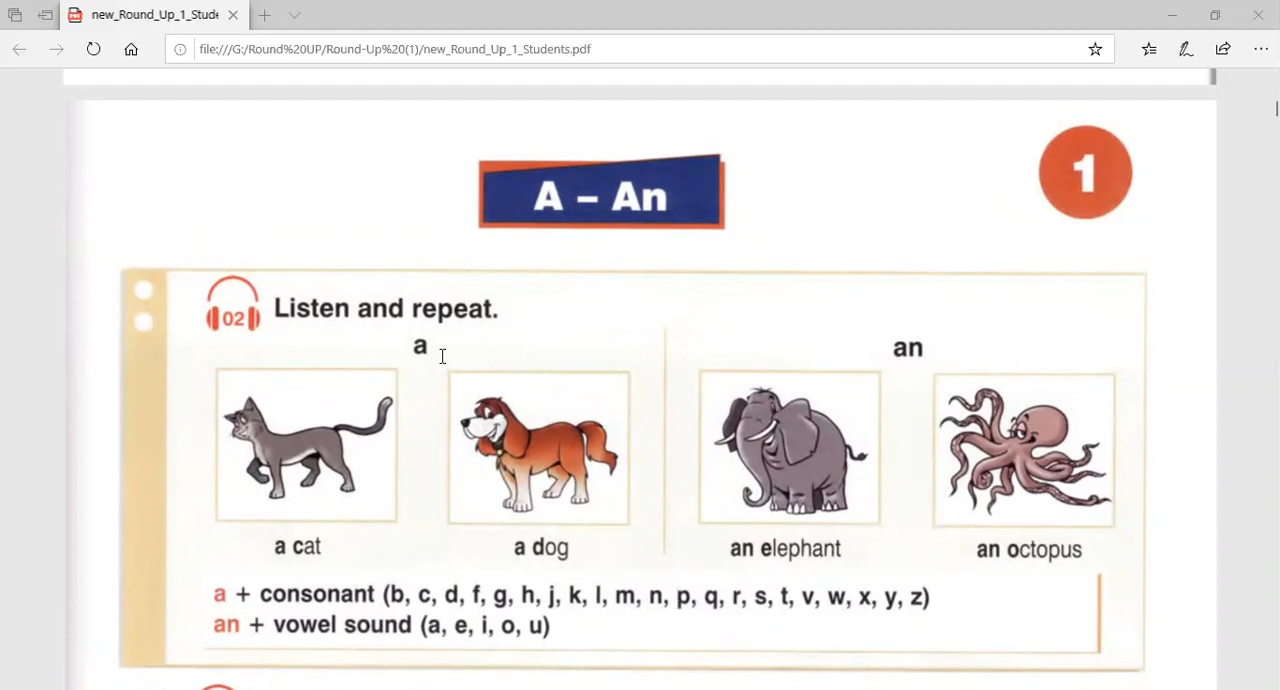 new_Round_Up_1_Stude
file:///G:/Round%20UP/Round-Up%20(1)/new_Round_Up_1_Students.pdf
A – An
1
02 Listen and repeat.
a
an
a cat
a dog
an elephant
an octopus
a + consonant (b, c, d, f, g, h, j, k, l, m, n, p, q, r, s, t, v, w, x, y, z)
an + vowel sound (a, e, i, o, u)